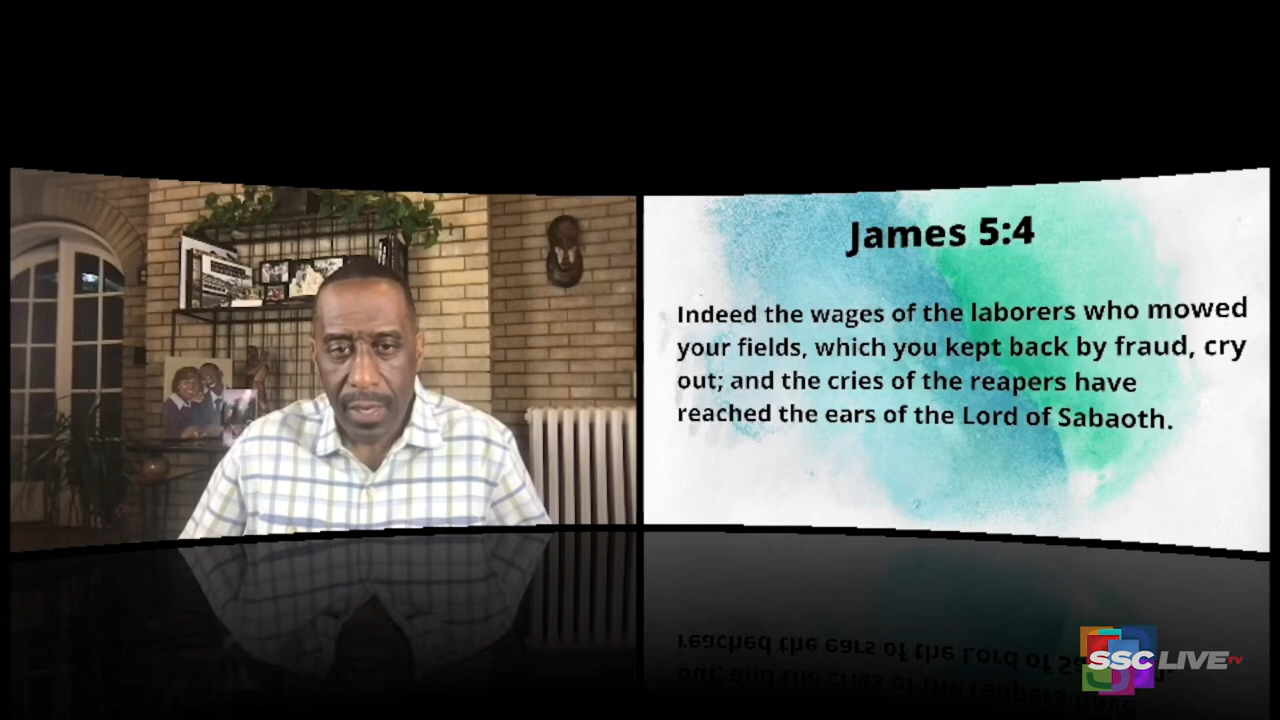 James 5:4
Indeed the wages of the laborers who mowed
your fields, which you kept back by fraud, cry
out; and the cries of the reapers have
reached the ears of the Lord of Sabaoth.
SSC LIVE TV